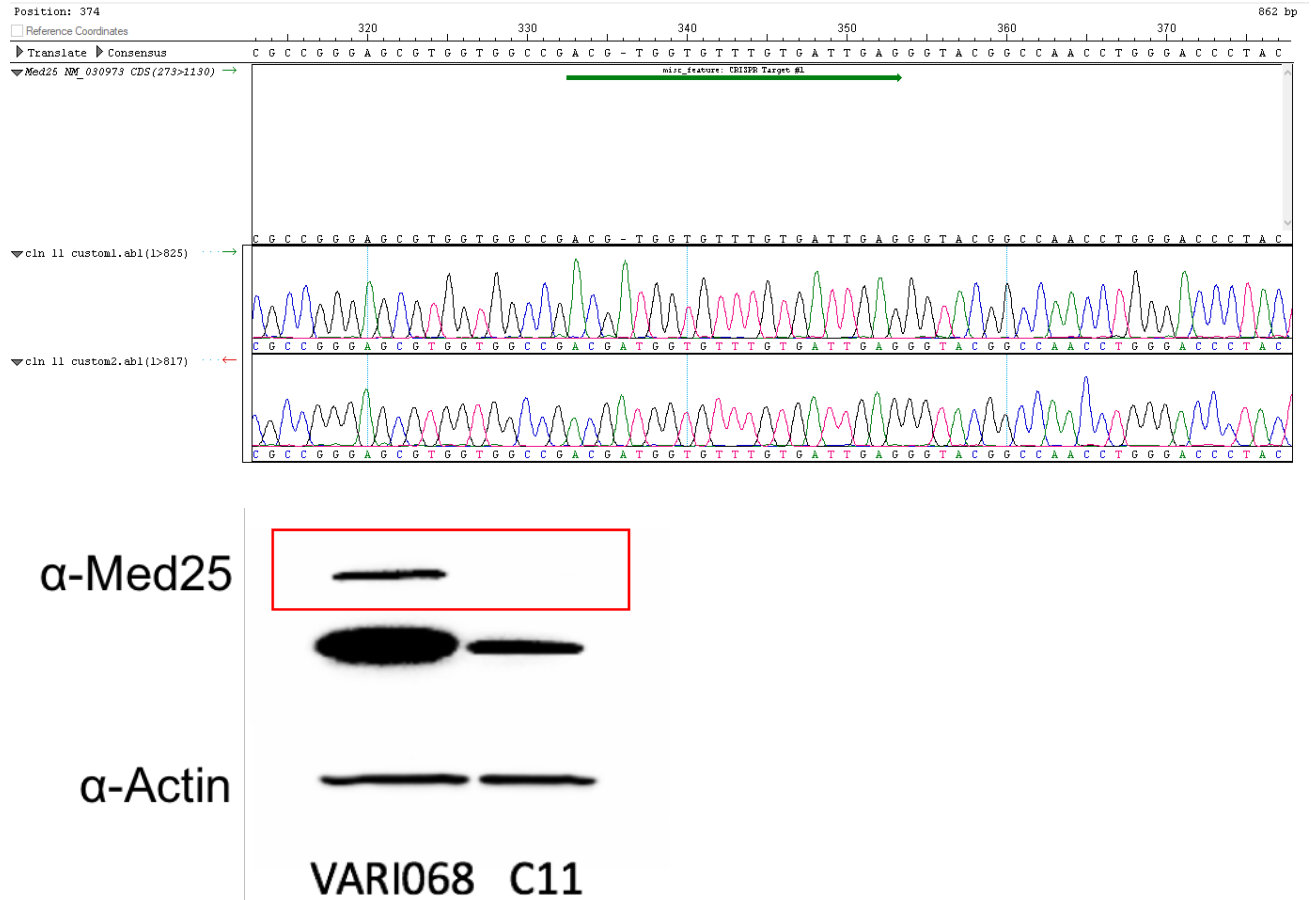 Position: 374
862 bp
Reference Coordinates
320 330 340 350 360 370
Translate Consensus C G C C G G G A G C G T G G T G G C C G A C G - T G G T G T T T G T G A T T G A G G G T A C G G C C A A C C T G G G A C C C T A C
Med25 NM_030973 CDS(273>1130) →
misc_feature: CRISPR Target #1
C G C C G G G A G C G T G G T G G C C G A C G - T G G T G T T T G T G A T T G A G G G T A C G G C C A A C C T G G G A C C C T A C
cln 11 custom1.ab1(1>825) →
C G C C G G G A G C G T G G T G G C C G A C G A T G G T G T T T G T G A T T G A G G G T A C G G C C A A C C T G G G A C C C T A C
cln 11 custom2.ab1(1>817) ←
C G C C G G G A G C G T G G T G G C C G A C G A T G G T G T T T G T G A T T G A G G G T A C G G C C A A C C T G G G A C C C T A C
α-Med25
α-Actin
VARI068 C11